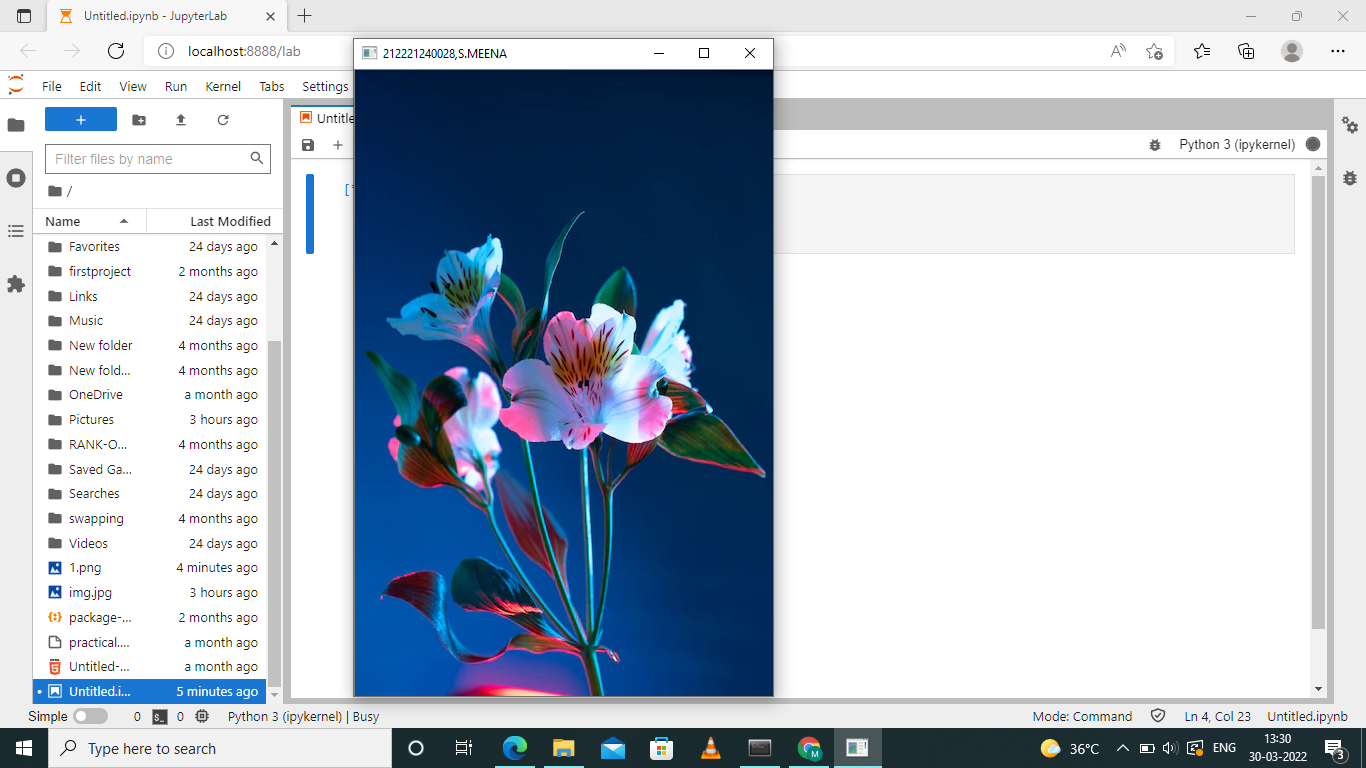 Untitled.ipynb - JupyterLab
localhost:8888/lab
212221240028,S.MEENA
File Edit View Run Kernel Tabs Settings
Untitle
Python 3 (ipykernel)
Filter files by name
/
Name Last Modified
Favorites 24 days ago
firstproject 2 months ago
Links 24 days ago
Music 24 days ago
New folder 4 months ago
New fold... 4 months ago
OneDrive a month ago
Pictures 3 hours ago
RANK-O... 4 months ago
Saved Ga... 24 days ago
Searches 24 days ago
swapping 4 months ago
Videos 24 days ago
1.png 4 minutes ago
img.jpg 3 hours ago
package-... 2 months ago
practical.... a month ago
Untitled-... a month ago
Untitled.i... 5 minutes ago
Simple 0 0 Python 3 (ipykernel) | Busy Mode: Command Ln 4, Col 23 Untitled.ipynb
Type here to search
36°C ENG
13:30
30-03-2022
3